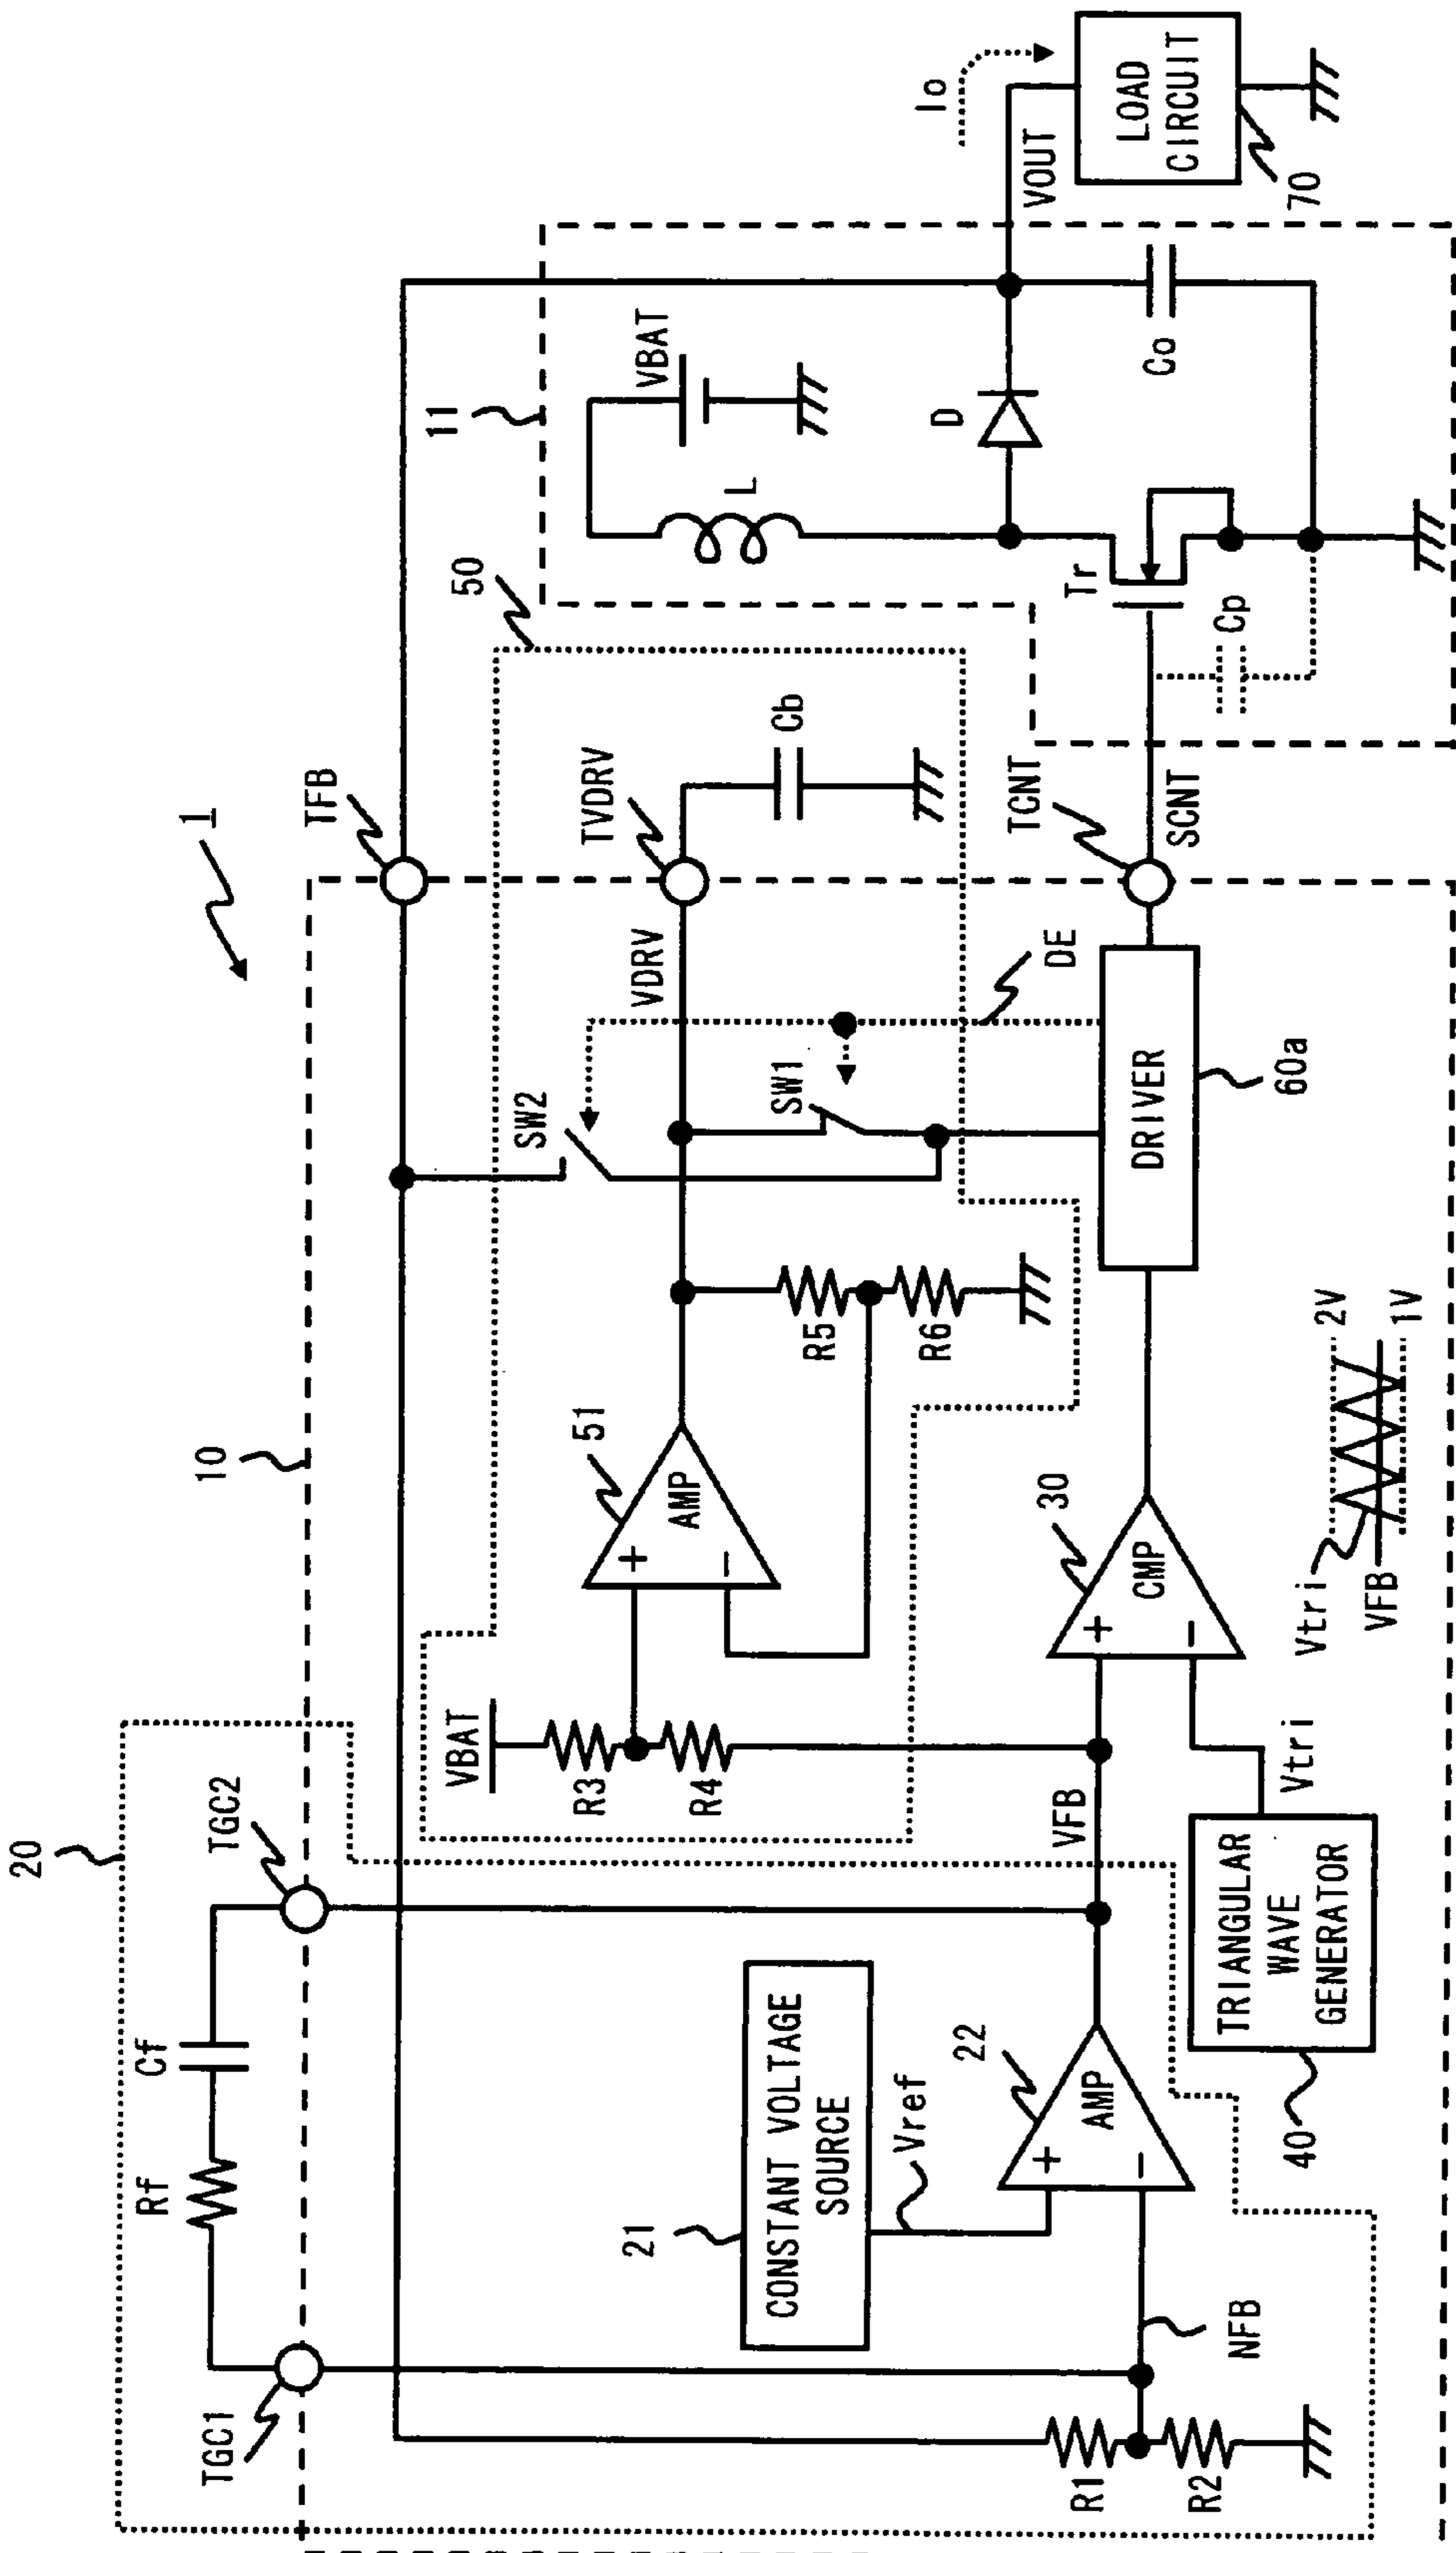 1
20
Rf
Cf
TGC1
TGC2
10
TFB
11
50
VBAT
R3
R4
51
AMP
+
-
R5
R6
SW2
SW1
VDRV
TVDRV
Cb
L
VBAT
D
VOUT
Io
LOAD
CIRCUIT
70
Co
Tr
Cp
TCNT
SCNT
DE
DRIVER
60a
30
CMP
+
-
VFB
Vtri
21
CONSTANT VOLTAGE
SOURCE
Vref
22
AMP
+
-
NFB
R1
R2
40
TRIANGULAR
WAVE
GENERATOR
Vtri
VFB
2V
1V